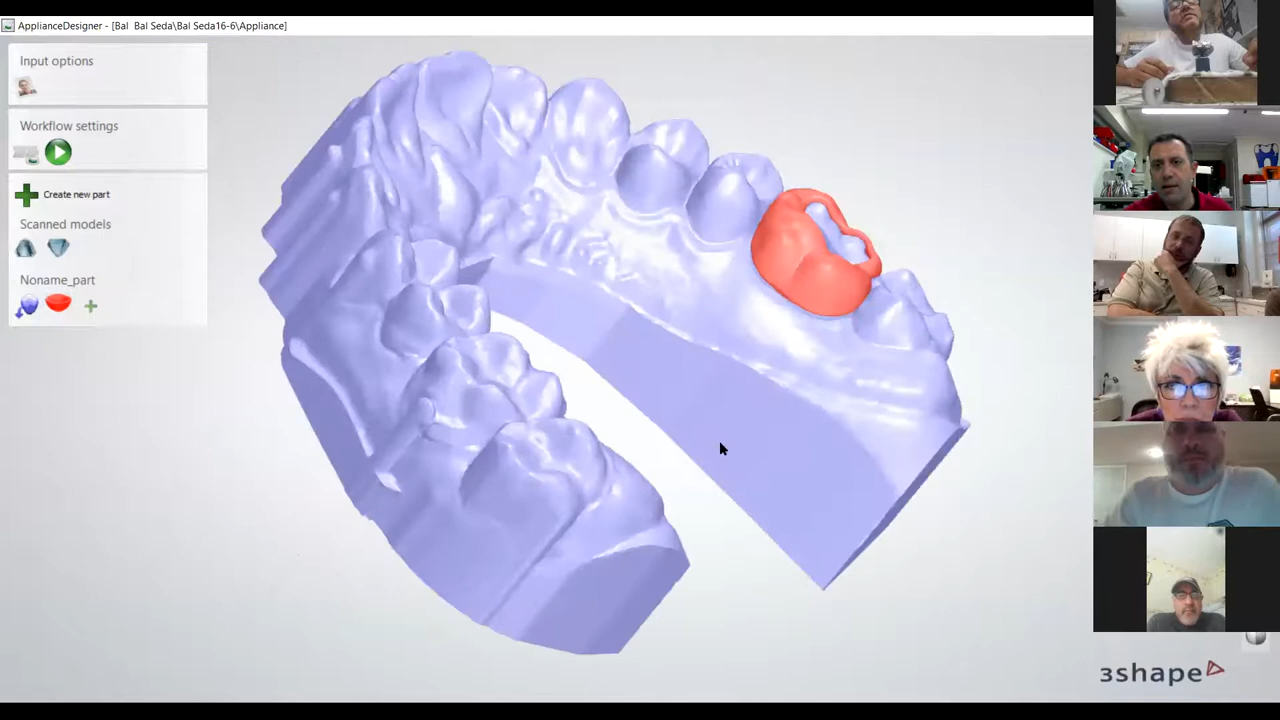 ApplianceDesigner - [Bal  Bal Seda\Bal Seda16-6\Appliance]
Input options
Workflow settings
Create new part
Scanned models
Noname_part
3shape